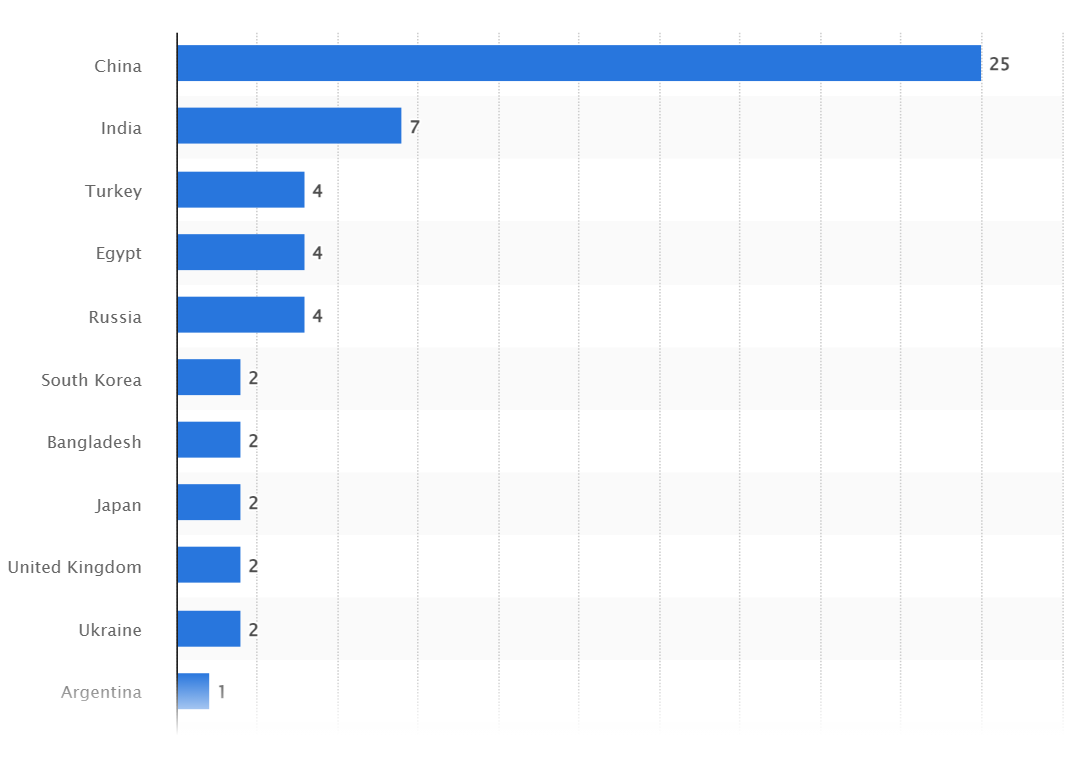 China 25
India 7
Turkey 4
Egypt 4
Russia 4
South Korea 2
Bangladesh 2
Japan 2
United Kingdom 2
Ukraine 2
Argentina 1